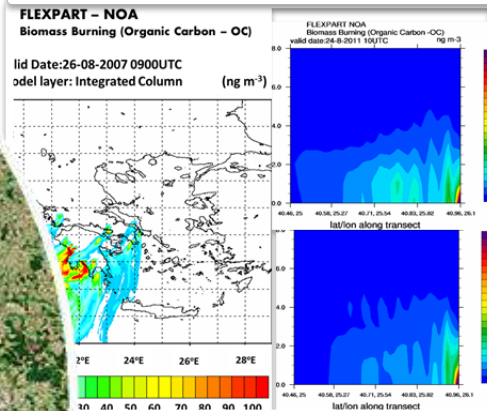 FLEXPART – NOA
Biomass Burning (Organic Carbon – OC)
lid Date:26-08-2007 0900UTC
odel layer: Integrated Column (ng m-3)
2°E 24°E 26°E 28°E
30 40 50 60 70 80 90 100
FLEXPART NOA
Biomass Burning (Organic Carbon -OC)
valid date:24-8-2011 10UTC ng m-3
8.0
6.0
4.0
2.0
0.0
40.46, 25 40.58, 25.27 40.71, 25.54 40.83, 25.82 40.96, 26.1
lat/lon along transect
6.0
4.0
2.0
0.0
40.46, 25 40.58, 25.27 40.71, 25.54 40.83, 25.82 40.96, 26.1
lat/lon along transect